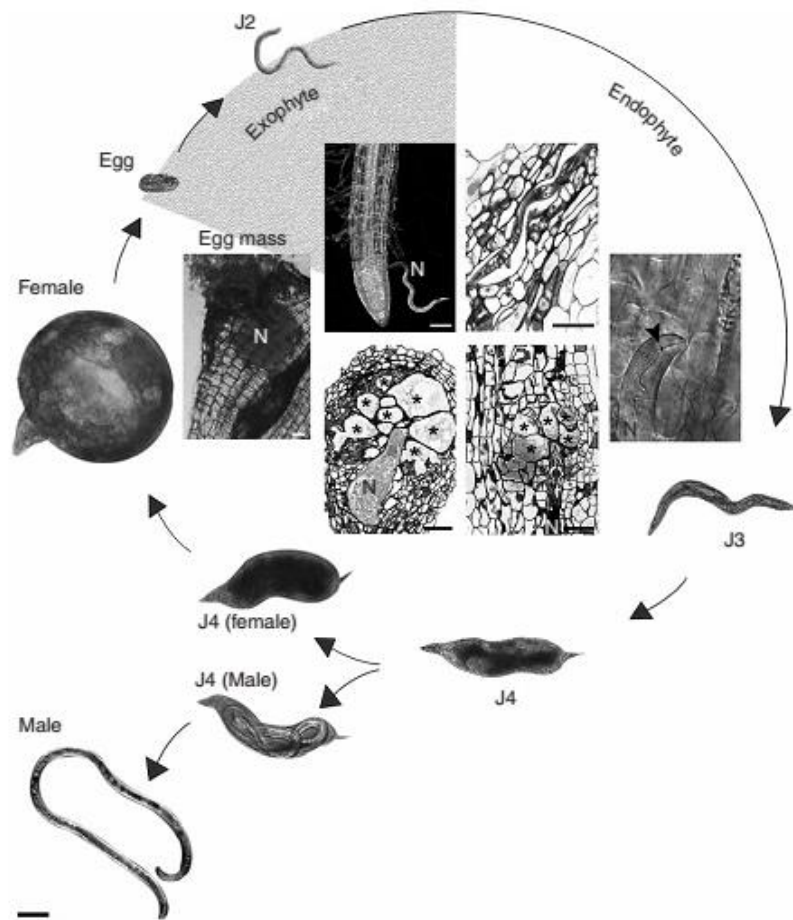 J2
Exophyte
Endophyte
Egg
Egg mass
Female
N
N
* * * * * * *
N
* * * * *
N
J3
J4 (female)
J4
J4 (Male)
Male